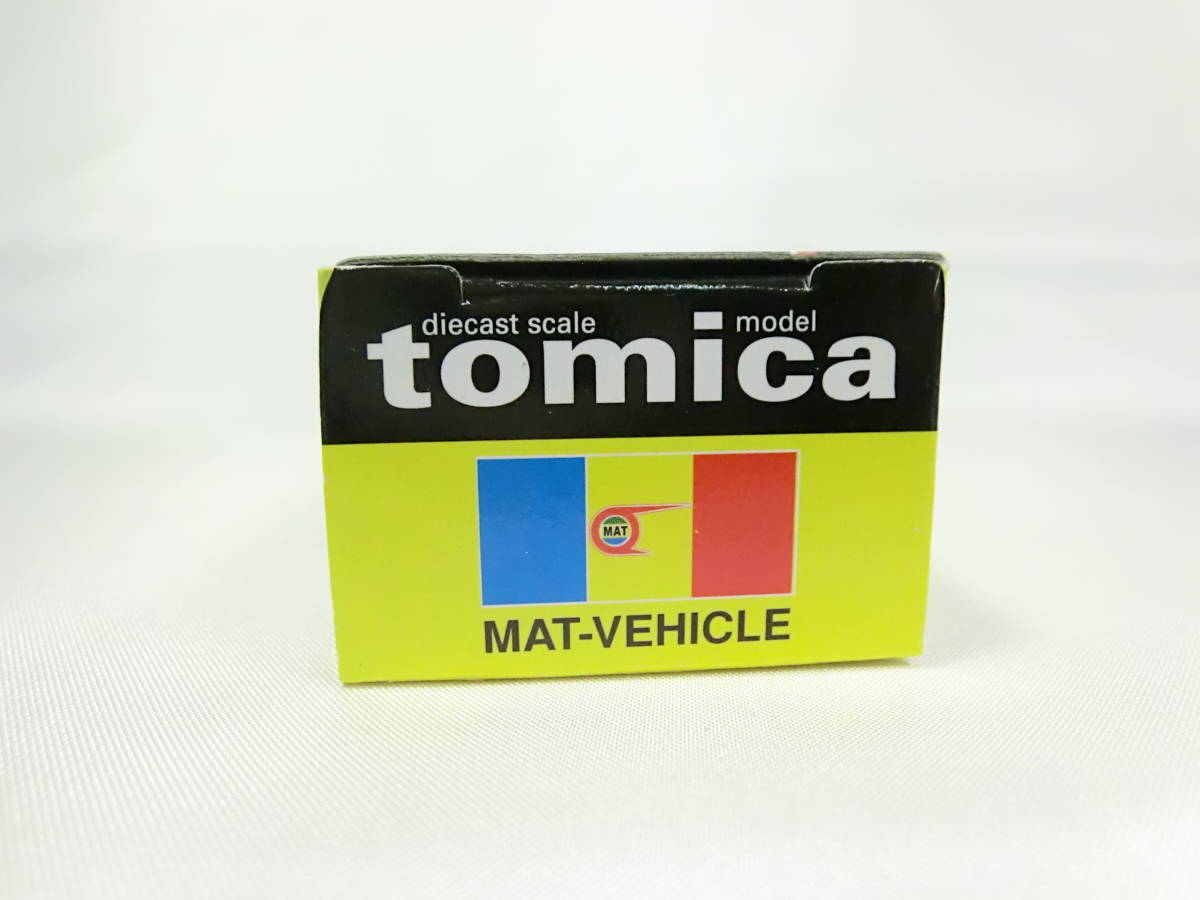 diecast scale model
tomica
MAT
MAT-VEHICLE